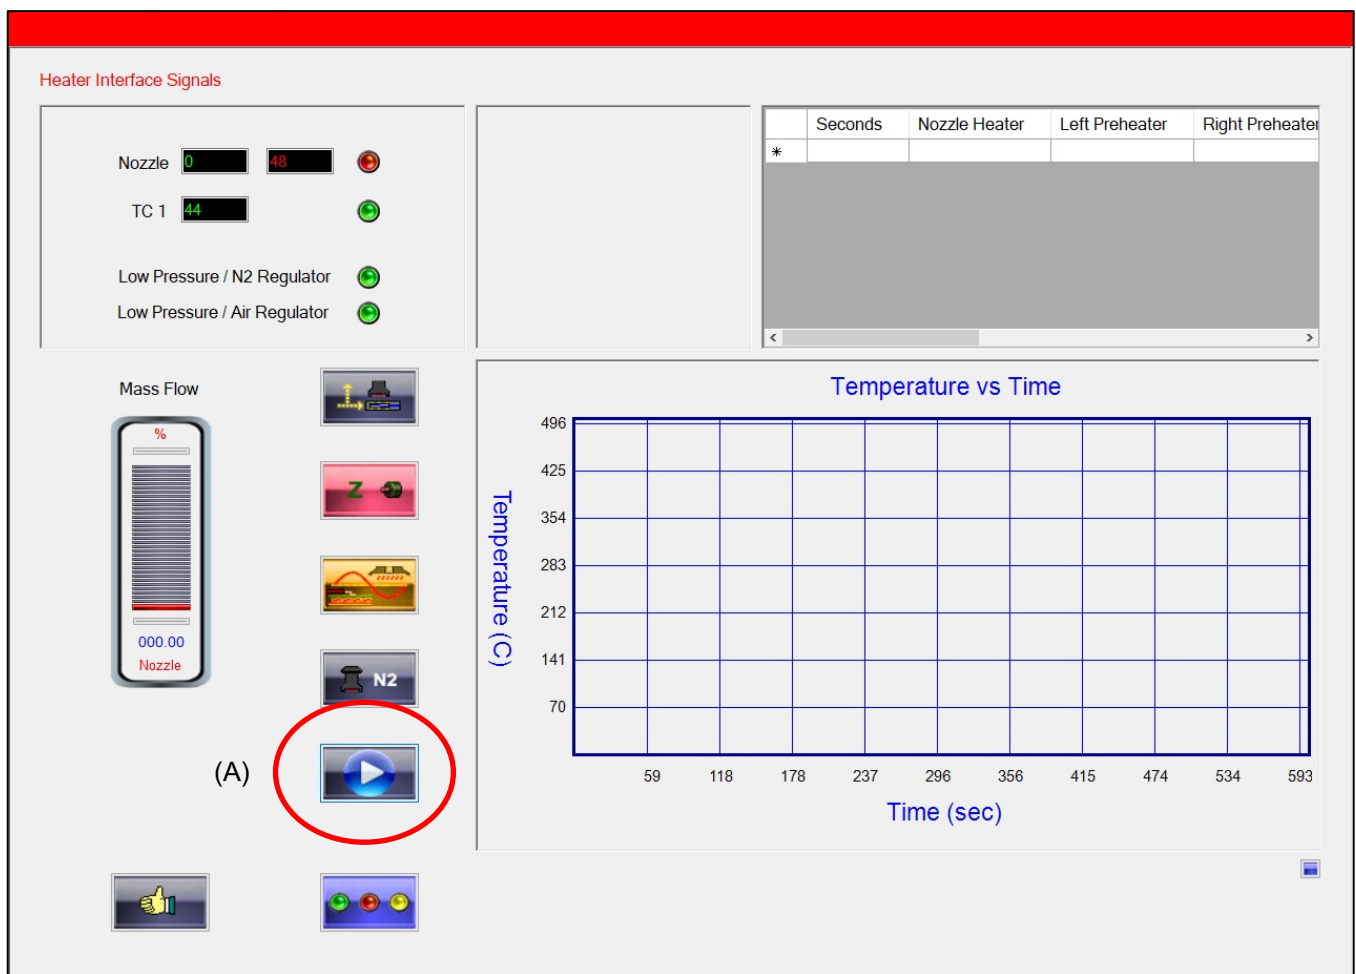 Heater Interface Signals
Nozzle 0 48
TC 1 44
Low Pressure / N2 Regulator
Low Pressure / Air Regulator
Seconds Nozzle Heater Left Preheater Right Preheater
*
Mass Flow
%
000.00
Nozzle
Z
N2
(A)
Temperature vs Time
Temperature (C)
496
425
354
283
212
141
70
59 118 178 237 296 356 415 474 534 593
Time (sec)